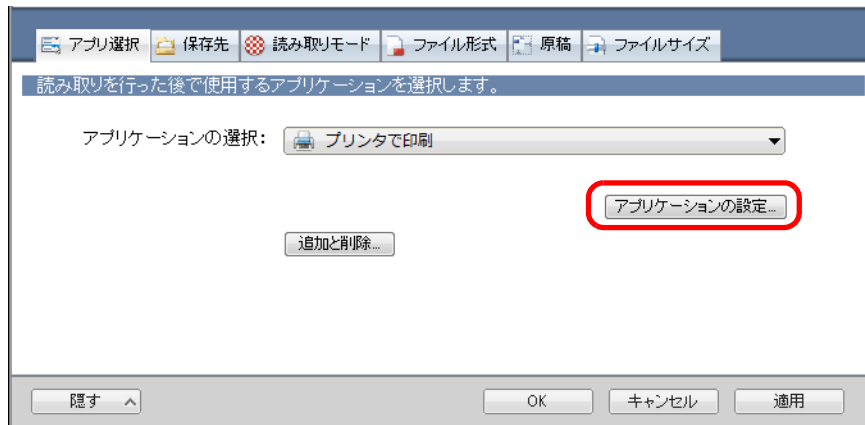 アプリ選択 保存先 読み取りモード ファイル形式 原稿 ファイルサイズ
読み取りを行った後で使用するアプリケーションを選択します。
アプリケーションの選択: プリンタで印刷
アプリケーションの設定...
追加と削除...
隠す OK キャンセル 適用